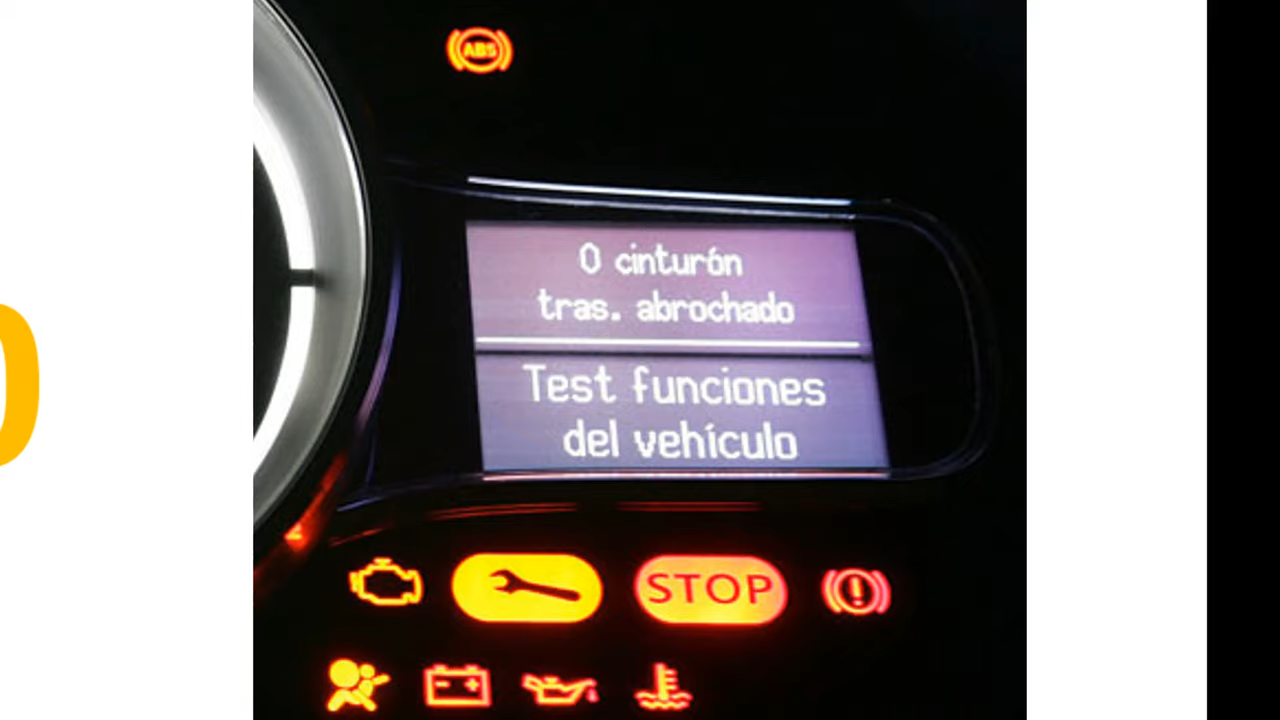 ABS
0 cinturón
tras. abrochado
Test funciones
del vehículo
STOP